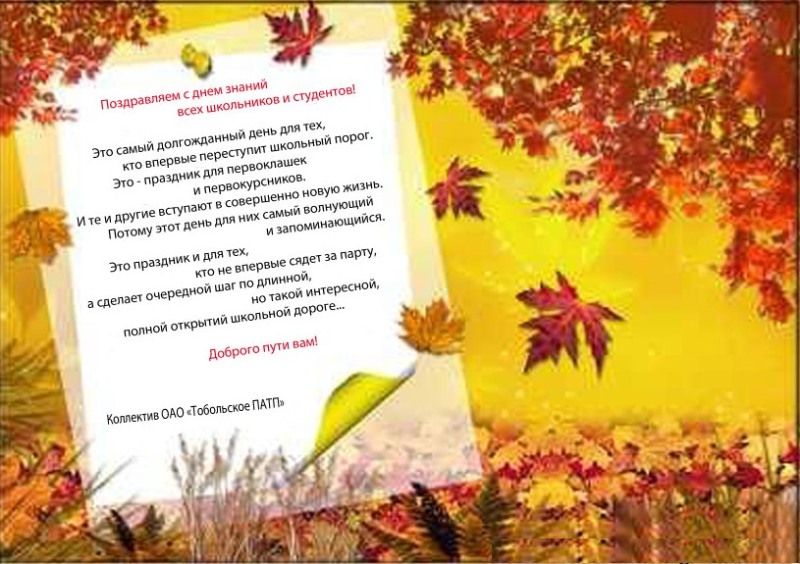 Поздравляем с днем знаний
всех школьников и студентов!
Это самый долгожданный день для тех,
кто впервые переступит школьный порог.
Это - праздник для первоклашек
и первокурсников.
И те и другие вступают в совершенно новую жизнь.
Потому этот день для них самый волнующий
и запоминающийся.
Это праздник и для тех,
кто не впервые сядет за парту,
а сделает очередной шаг по длинной,
но такой интересной,
полной открытий школьной дороге...
Доброго пути вам!
Коллектив ОАО «Тобольское ПАТП»